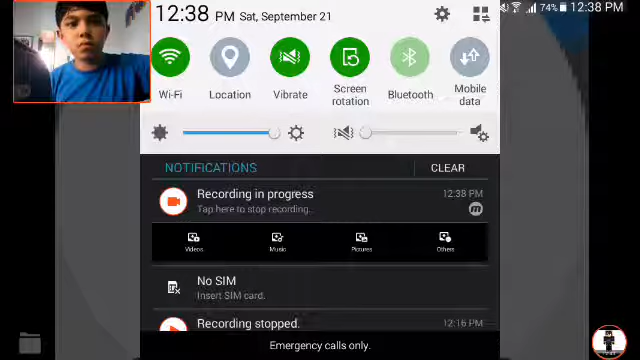 12:38 PM Sat, September 21
74% 12:38 PM
Wi-Fi
Location
Vibrate
Screen
rotation
Bluetooth
Mobile
data
NOTIFICATIONS
CLEAR
Recording in progress
12:38 PM
Tap here to stop recording.
Videos
Music
Pictures
Others
No SIM
Insert SIM card.
Recording stopped.
12:16 PM
Emergency calls only.